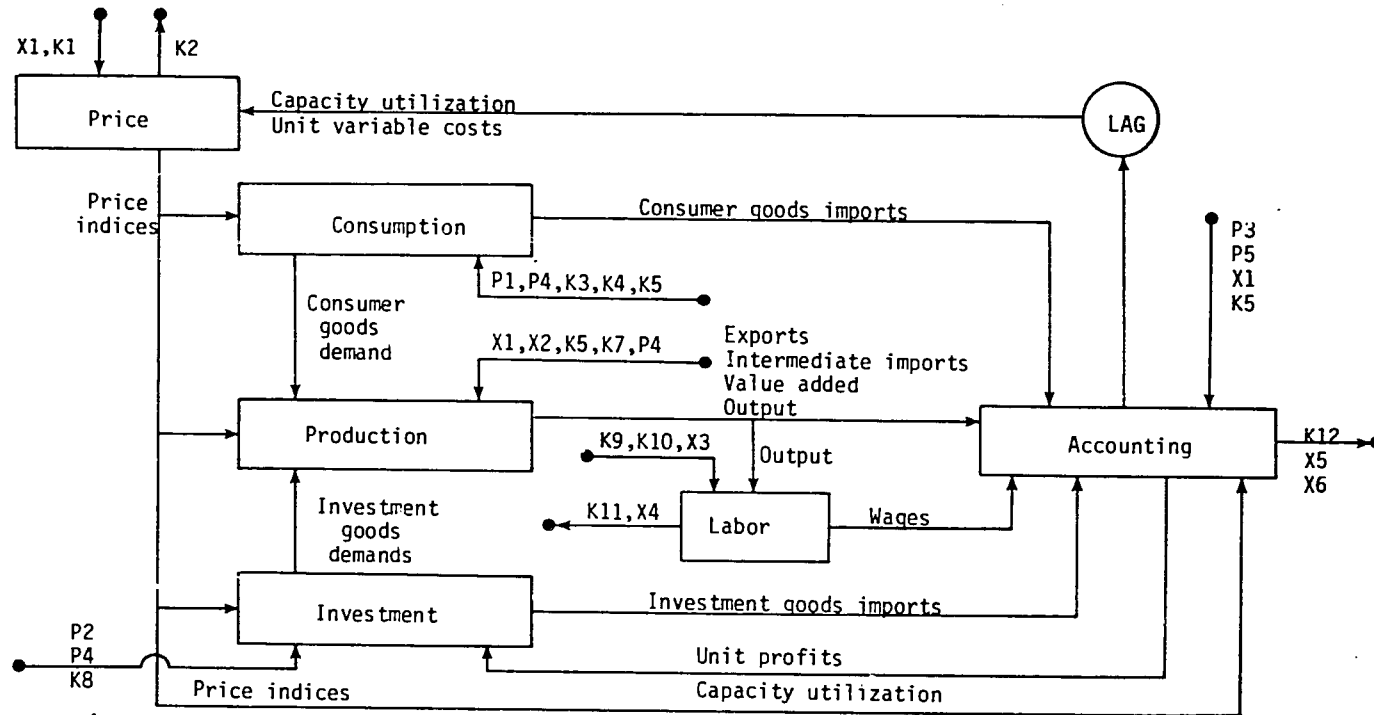 X1,K1
K2
Price
Capacity utilization
Unit variable costs
LAG
Price
indices
Consumption
Consumer goods imports
P3
P5
X1
K5
P1,P4,K3,K4,K5
Consumer
goods
demand
X1,X2,K5,K7,P4
Exports
Intermediate imports
Value added
Output
Production
Accounting
K12
X5
X6
K9,K10,X3
Output
K11,X4
Labor
Wages
Investment
goods
demands
Investment
Investment goods imports
P2
P4
K8
Unit profits
Price indices
Capacity utilization